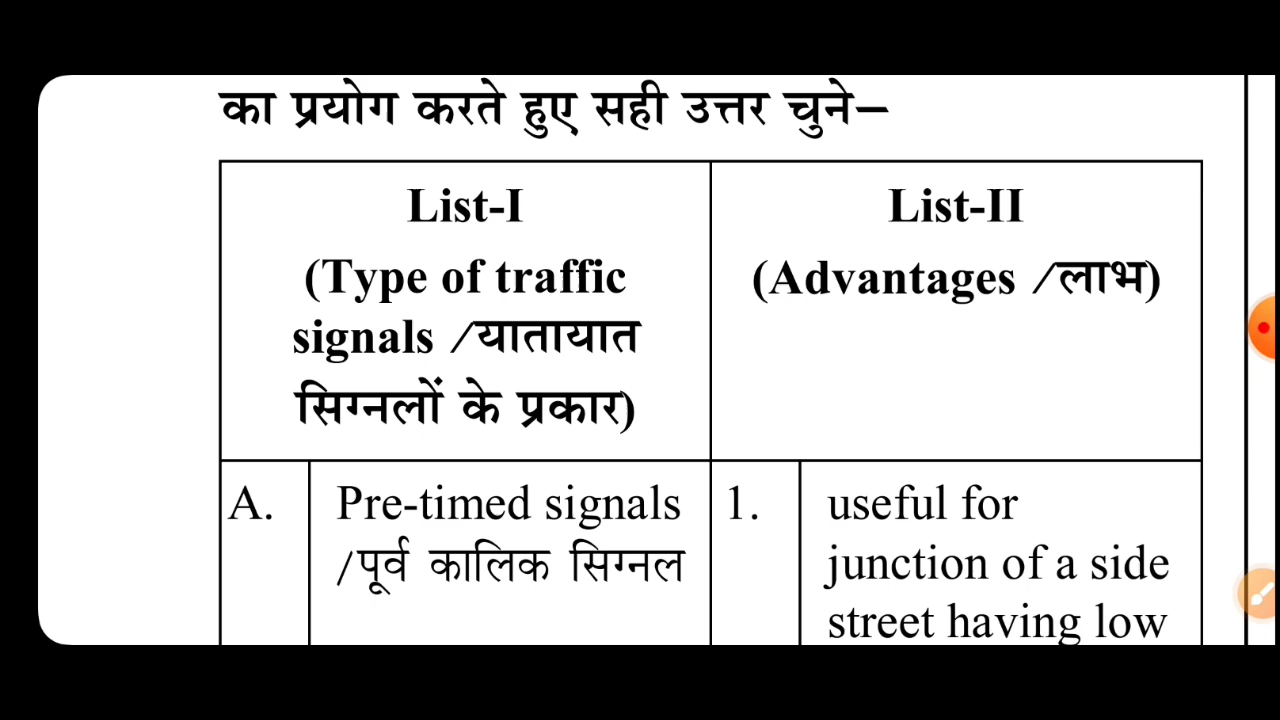 का प्रयोग करते हुए सही उत्तर चुने–
List-I
(Type of traffic
signals /यातायात
सिग्नलों के प्रकार)
List-II
(Advantages /लाभ)
A.
Pre-timed signals
/पूर्व कालिक सिग्नल
1.
useful for
junction of a side
street having low